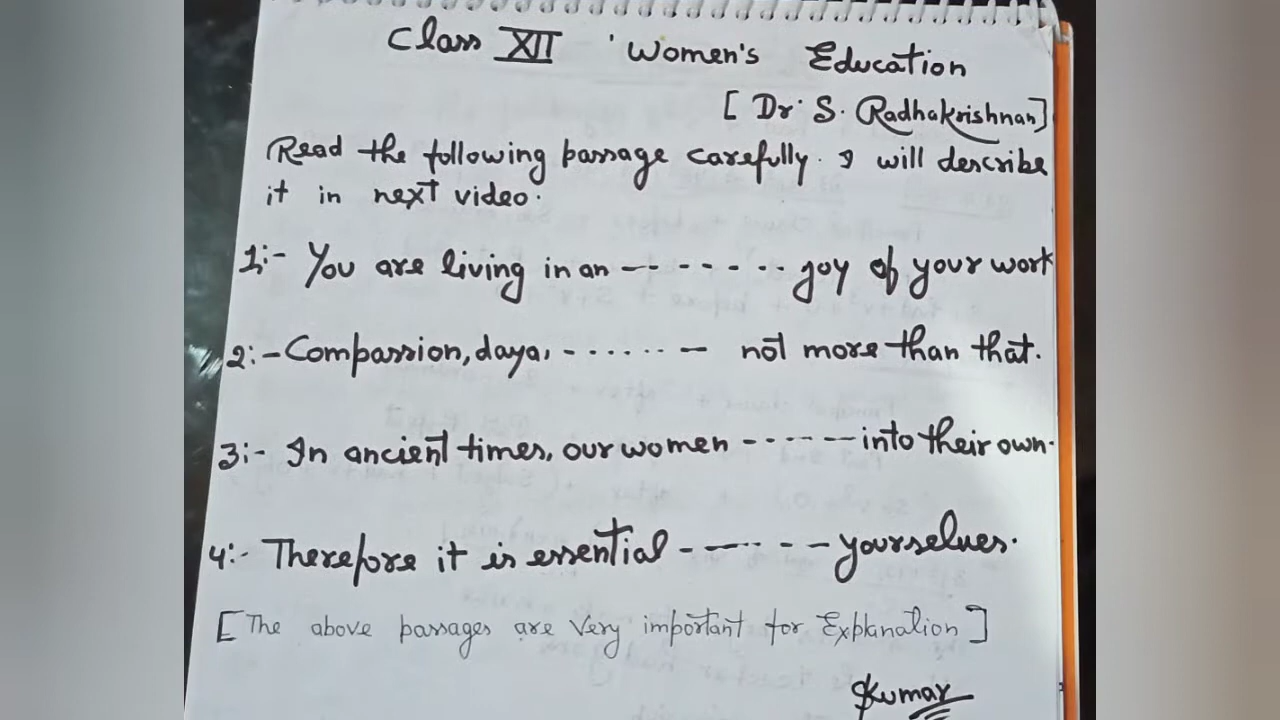 Class XII 'Women's Education
[Dr. S. Radhakrishnan]
Read the following passage carefully. I will describe
it in next video.
1:- You are living in an ------- joy of your work
2:- Compassion, daya, ------- not more than that.
3:- In ancient times, our women ------ into their own.
4:- Therefore it is essential ------ yourselves.
[The above passages are very important for Explanation]
SKumar